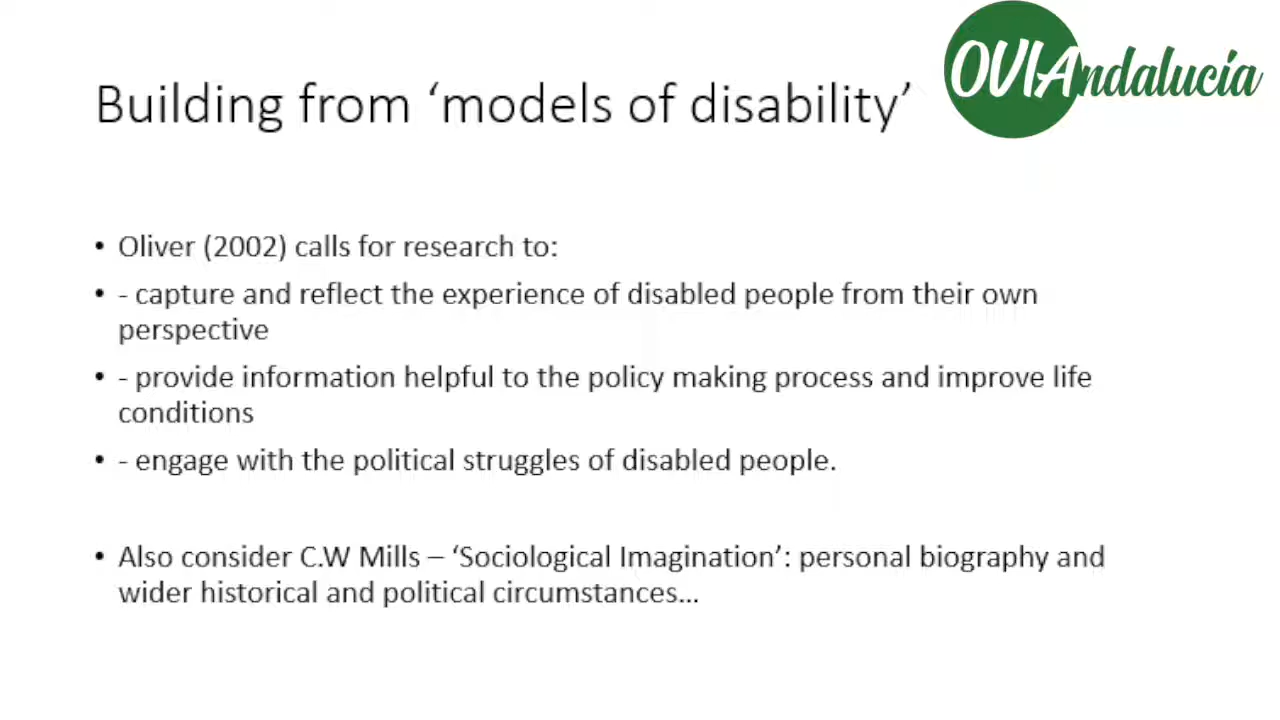 OVIAndalucía
Building from ‘models of disability’
• Oliver (2002) calls for research to:
• - capture and reflect the experience of disabled people from their own
perspective
• - provide information helpful to the policy making process and improve life
conditions
• - engage with the political struggles of disabled people.
• Also consider C.W Mills – ‘Sociological Imagination’: personal biography and
wider historical and political circumstances...